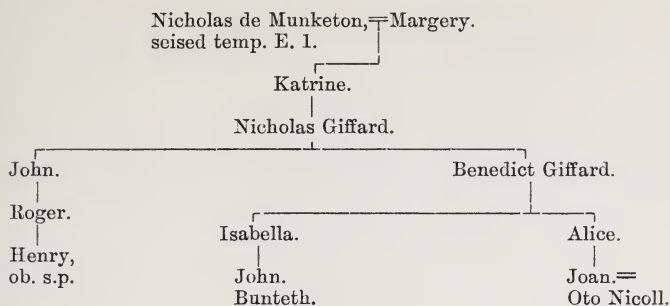 Nicholas de Munketon,=Margery.
seised temp. E. 1.
Katrine.
Nicholas Giffard.
John. Benedict Giffard.
Roger.
Isabella. Alice.
Henry,
ob. s.p. John. Joan.=
Bunteth. Oto Nicoll.